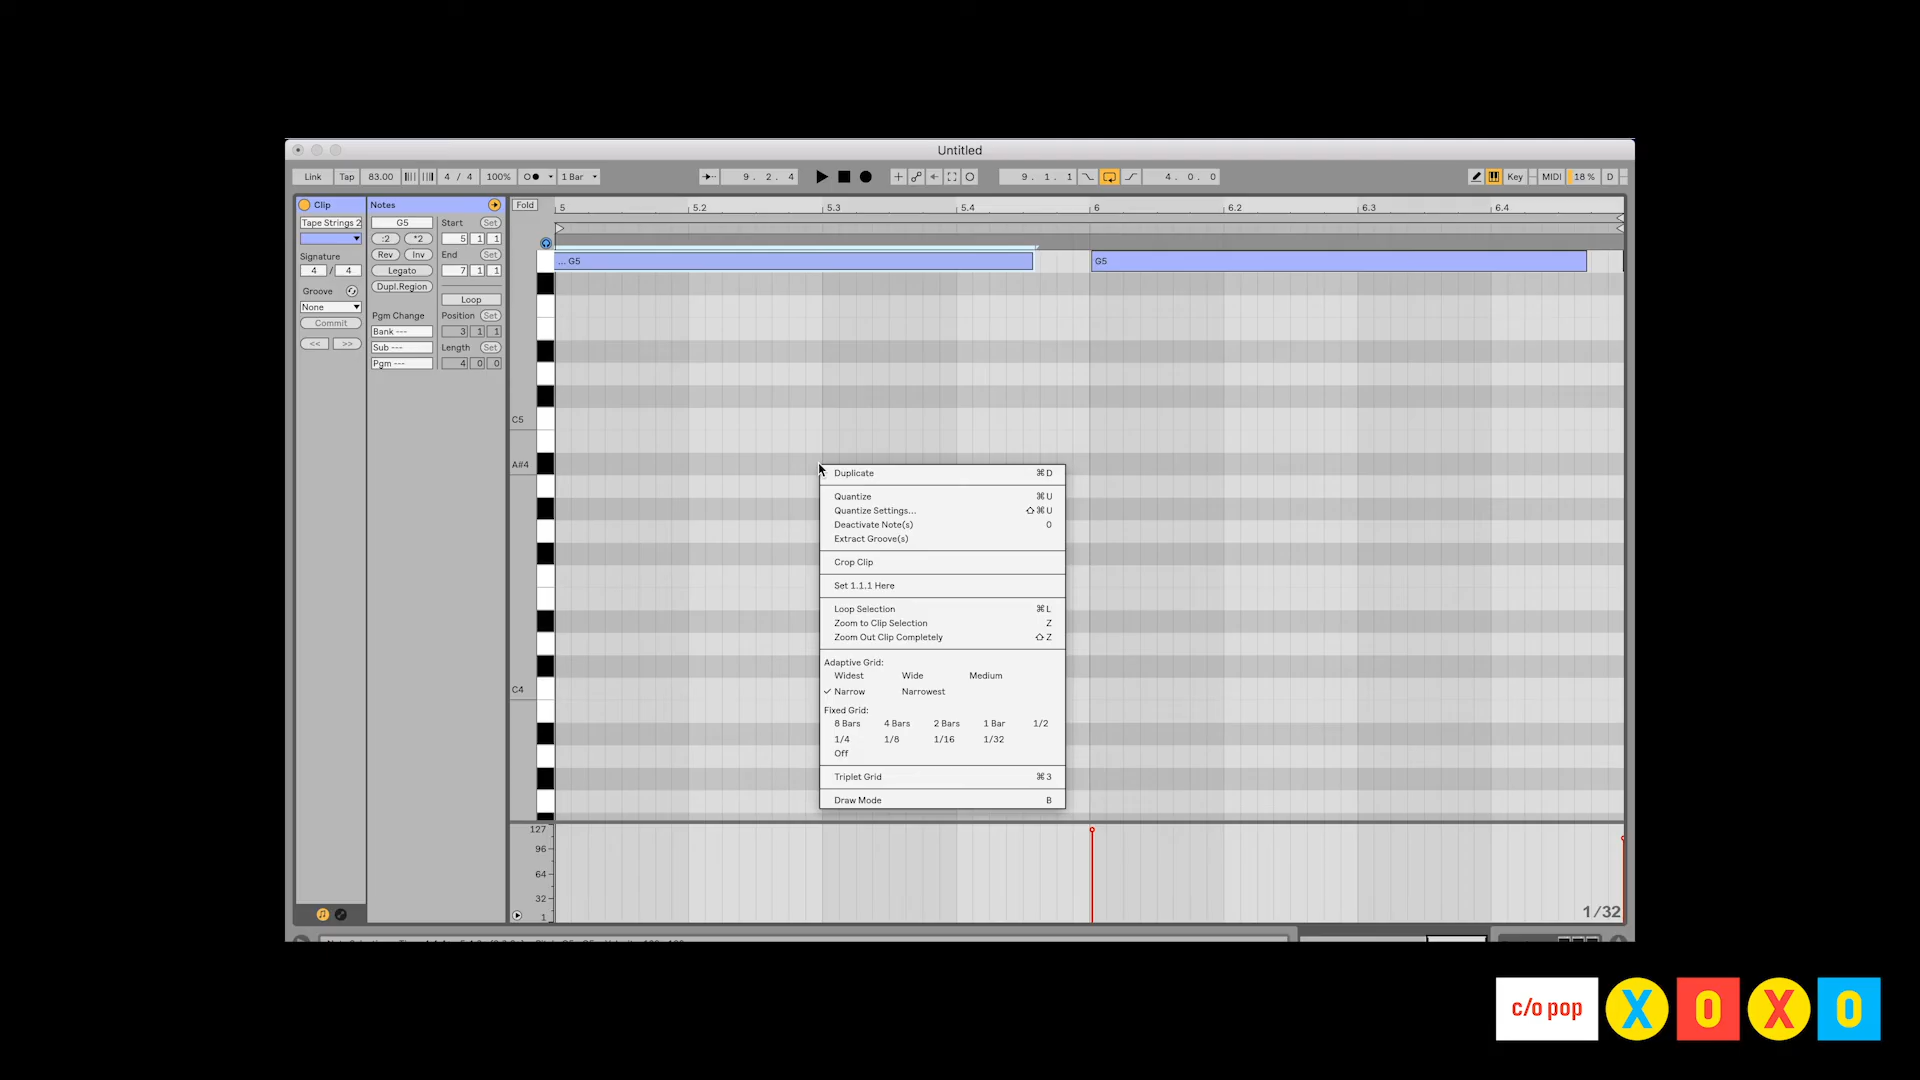 Untitled
Link Tap 83.00 4 / 4 100% 1 Bar 9. 2. 4 9. 1. 1 4. 0. 0 Key MIDI 18 % D
Clip Notes Fold 5 5.2 5.3 5.4 6 6.2 6.3 6.4
Tape Strings 2 G5 Start Set
:2 *2 5 1 1
Signature Rev Inv End Set
... G5 G5
4 / 4 Legato 7 1 1
Groove Dupl.Region
None Loop
Commit Pgm Change Position Set
Bank --- 3 1 1
<< >> Sub --- Length Set
Pgm --- 4 0 0
C5
A#4
C4
Duplicate ⌘D
Quantize ⌘U
Quantize Settings... ⇧⌘U
Deactivate Note(s) 0
Extract Groove(s)
Crop Clip
Set 1.1.1 Here
Loop Selection ⌘L
Zoom to Clip Selection Z
Zoom Out Clip Completely ⇧Z
Adaptive Grid:
Widest Wide Medium
✓ Narrow Narrowest
Fixed Grid:
8 Bars 4 Bars 2 Bars 1 Bar 1/2
1/4 1/8 1/16 1/32
Off
Triplet Grid ⌘3
Draw Mode B
127
96
64
32
1
1/32
c/o pop X O X O